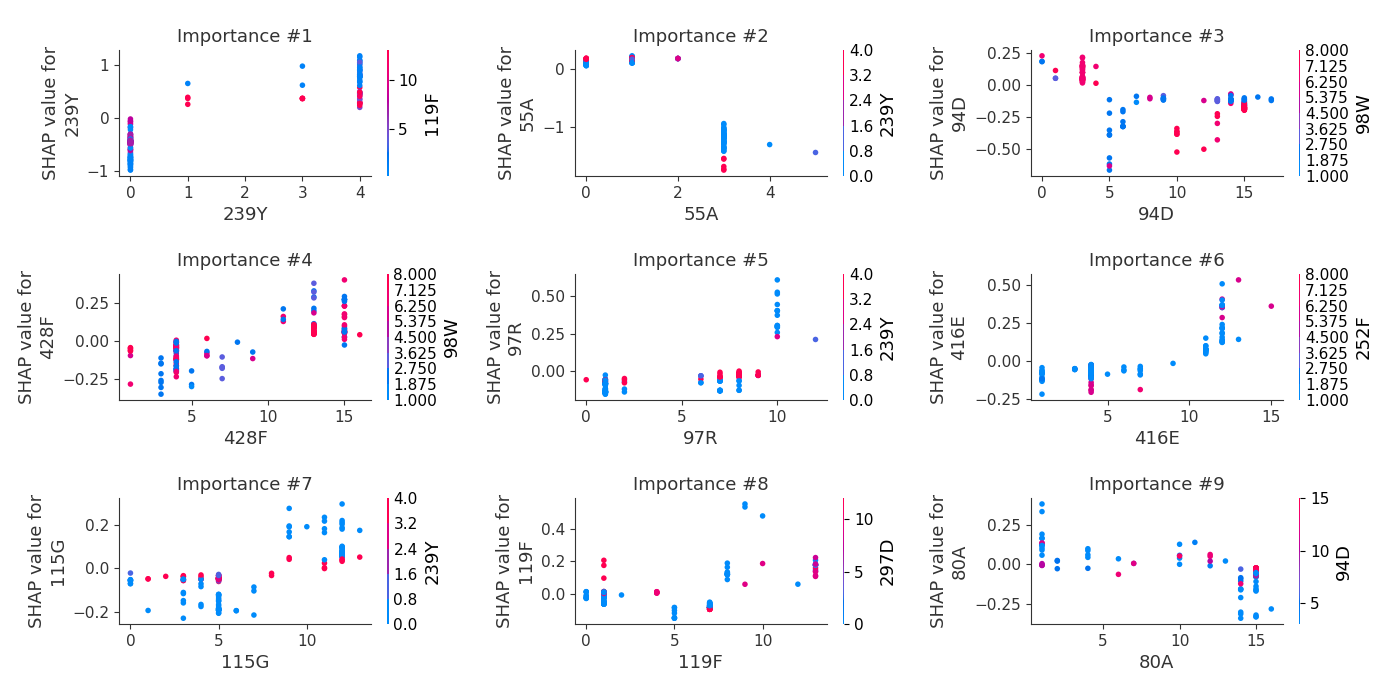 Importance #1
SHAP value for
239Y
1
0
−1
0 1 2 3 4
239Y
10
5
119F
Importance #2
SHAP value for
55A
0
−1
0 2 4
55A
4.0
3.2
2.4
1.6
0.8
0.0
239Y
Importance #3
SHAP value for
94D
0.25
0.00
−0.25
−0.50
0 5 10 15
94D
8.000
7.125
6.250
5.375
4.500
3.625
2.750
1.875
1.000
98W
Importance #4
SHAP value for
428F
0.25
0.00
−0.25
5 10 15
428F
8.000
7.125
6.250
5.375
4.500
3.625
2.750
1.875
1.000
98W
Importance #5
SHAP value for
97R
0.50
0.25
0.00
0 5 10
97R
4.0
3.2
2.4
1.6
0.8
0.0
239Y
Importance #6
SHAP value for
416E
0.50
0.25
0.00
−0.25
5 10 15
416E
8.000
7.125
6.250
5.375
4.500
3.625
2.750
1.875
1.000
252F
Importance #7
SHAP value for
115G
0.2
0.0
−0.2
0 5 10
115G
4.0
3.2
2.4
1.6
0.8
0.0
239Y
Importance #8
SHAP value for
119F
0.4
0.2
0.0
0 5 10
119F
10
5
0
297D
Importance #9
SHAP value for
80A
0.25
0.00
−0.25
5 10 15
80A
15
10
5
94D